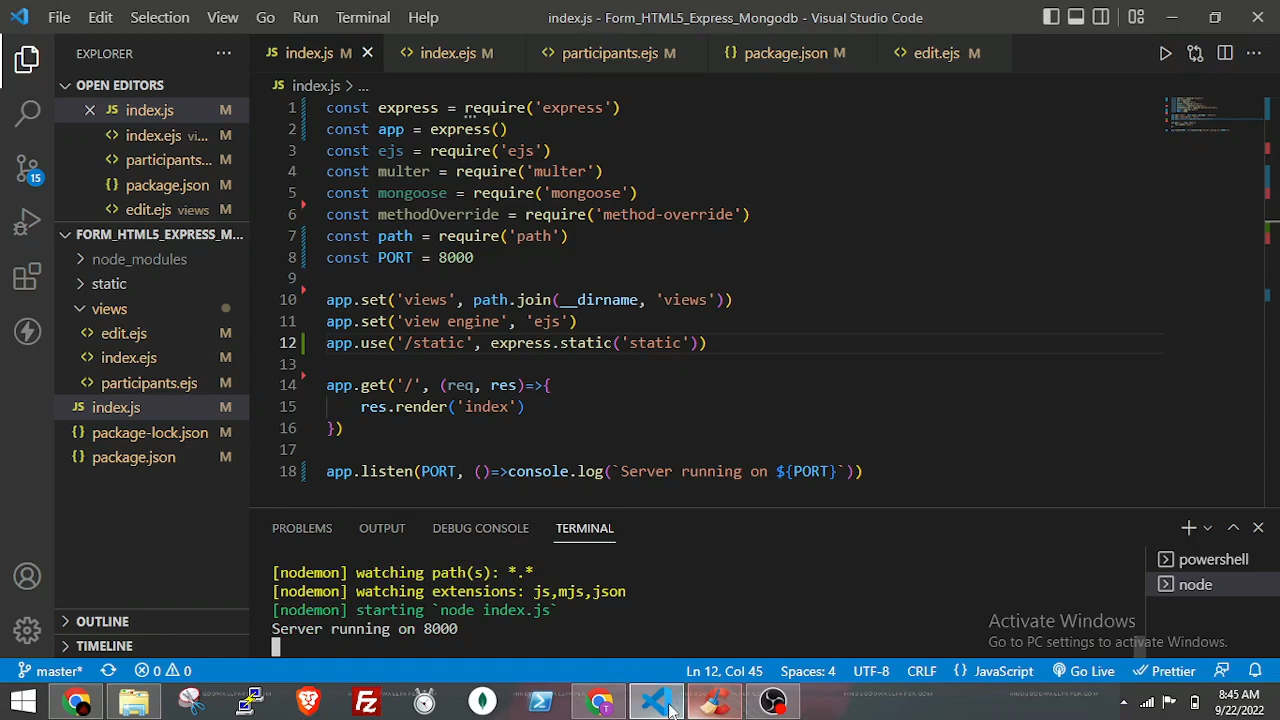 File Edit Selection View Go Run Terminal Help index.js - Form_HTML5_Express_Mongodb - Visual Studio Code
EXPLORER
OPEN EDITORS
index.js M
index.ejs vi... M
participants... M
package.json M
edit.ejs views M
FORM_HTML5_EXPRESS_M...
node_modules
static
views
edit.ejs M
index.ejs M
participants.ejs M
index.js M
package-lock.json M
package.json M
OUTLINE
TIMELINE
15
index.js M index.ejs M participants.ejs M package.json M edit.ejs M
index.js > ...
1 const express = require('express')
2 const app = express()
3 const ejs = require('ejs')
4 const multer = require('multer')
5 const mongoose = require('mongoose')
6 const methodOverride = require('method-override')
7 const path = require('path')
8 const PORT = 8000
9
10 app.set('views', path.join(__dirname, 'views'))
11 app.set('view engine', 'ejs')
12 app.use('/static', express.static('static'))
13
14 app.get('/', (req, res)=>{
15 res.render('index')
16 })
17
18 app.listen(PORT, ()=>console.log(`Server running on ${PORT}`))
PROBLEMS OUTPUT DEBUG CONSOLE TERMINAL
[nodemon] watching path(s): *.*
[nodemon] watching extensions: js,mjs,json
[nodemon] starting `node index.js`
Server running on 8000
powershell
node
Activate Windows
Go to PC settings to activate Windows.
master* 0 0 Ln 12, Col 45 Spaces: 4 UTF-8 CRLF JavaScript Go Live Prettier
8:45 AM
9/22/2022